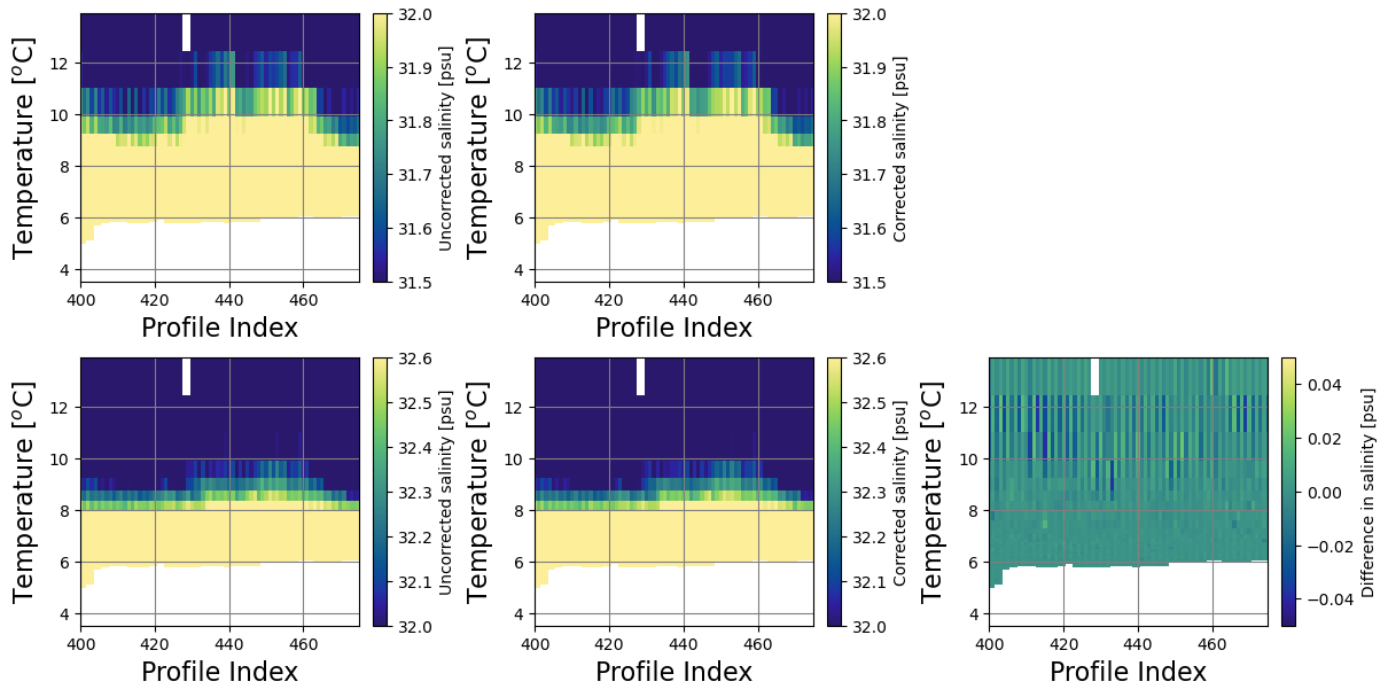 Temperature [°C]
12
10
8
6
4
400 420 440 460
Profile Index
32.0
31.9
31.8
31.7
31.6
31.5
Uncorrected salinity [psu]
Temperature [°C]
12
10
8
6
4
400 420 440 460
Profile Index
32.0
31.9
31.8
31.7
31.6
31.5
Corrected salinity [psu]
Temperature [°C]
12
10
8
6
4
400 420 440 460
Profile Index
32.6
32.5
32.4
32.3
32.2
32.1
32.0
Uncorrected salinity [psu]
Temperature [°C]
12
10
8
6
4
400 420 440 460
Profile Index
32.6
32.5
32.4
32.3
32.2
32.1
32.0
Corrected salinity [psu]
Temperature [°C]
12
10
8
6
4
400 420 440 460
Profile Index
0.04
0.02
0.00
−0.02
−0.04
Difference in salinity [psu]